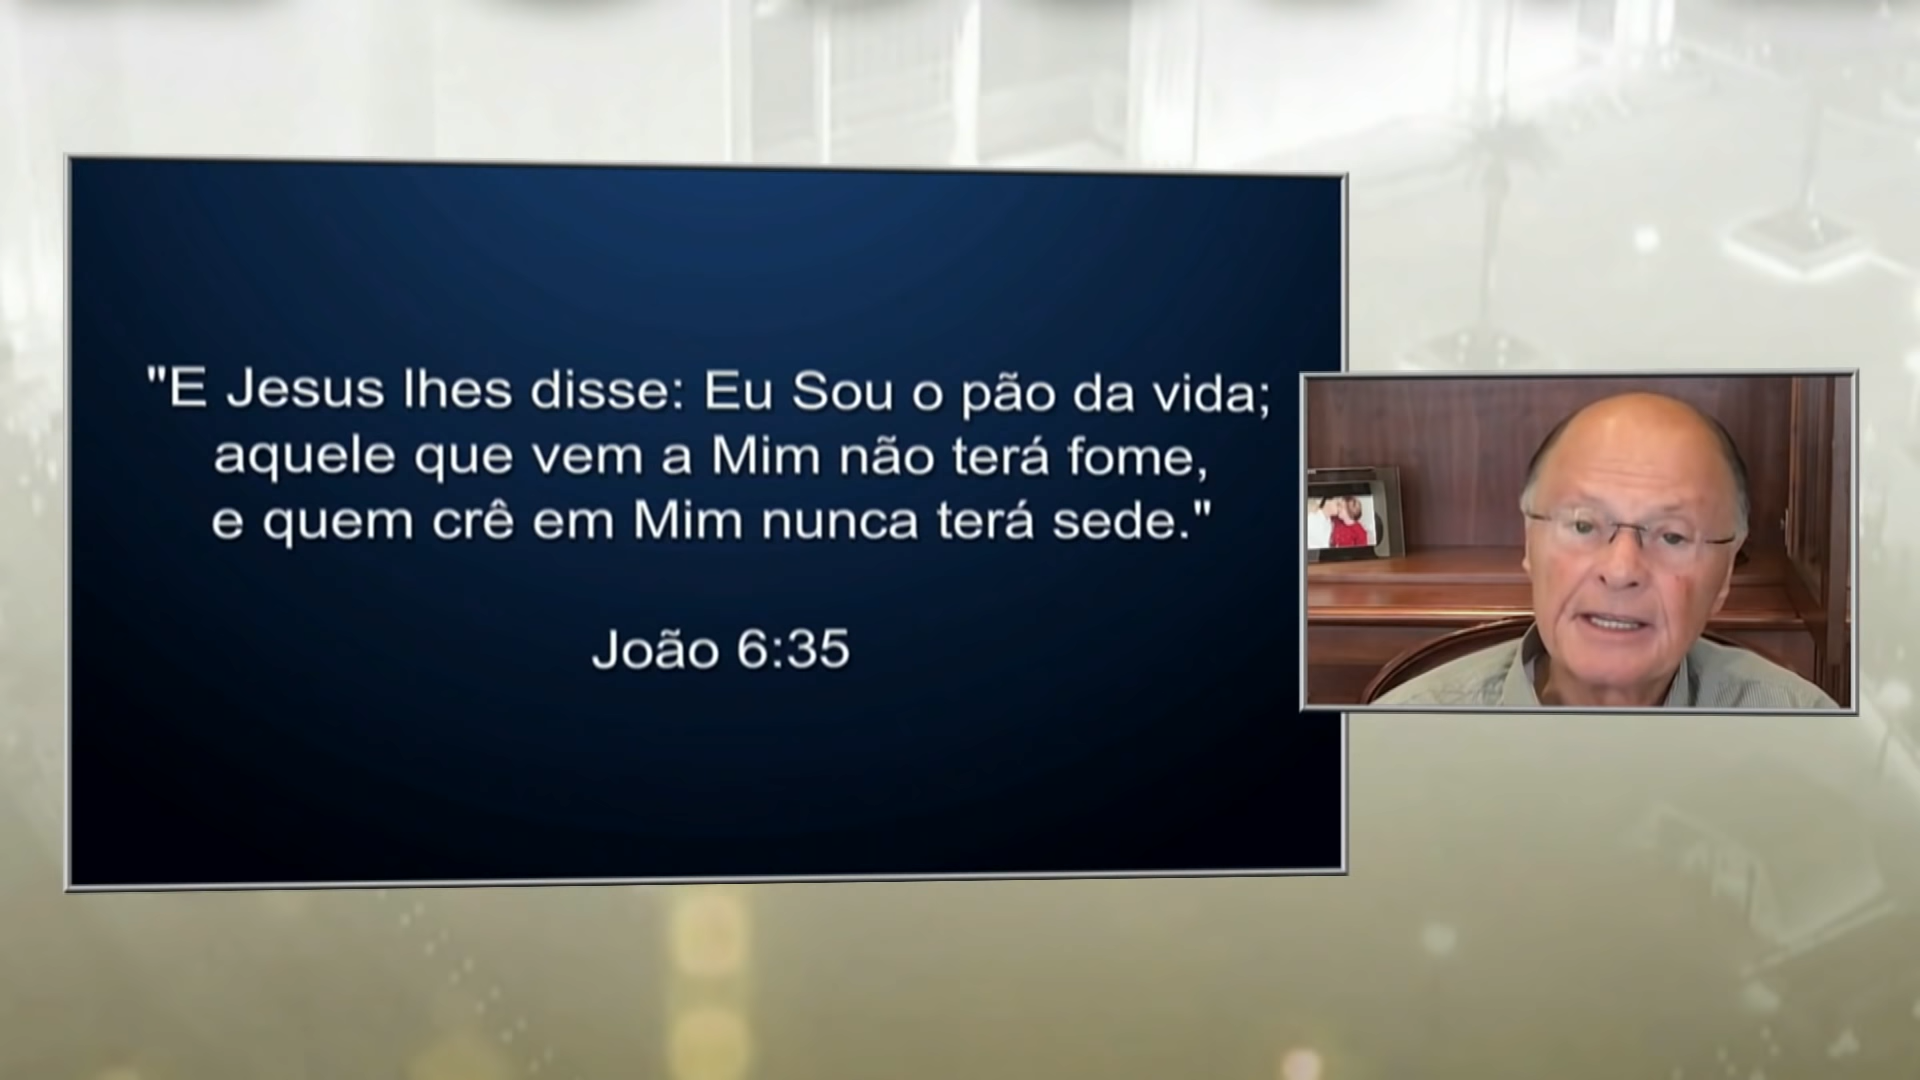 "E Jesus lhes disse: Eu Sou o pão da vida;
aquele que vem a Mim não terá fome,
e quem crê em Mim nunca terá sede."
João 6:35